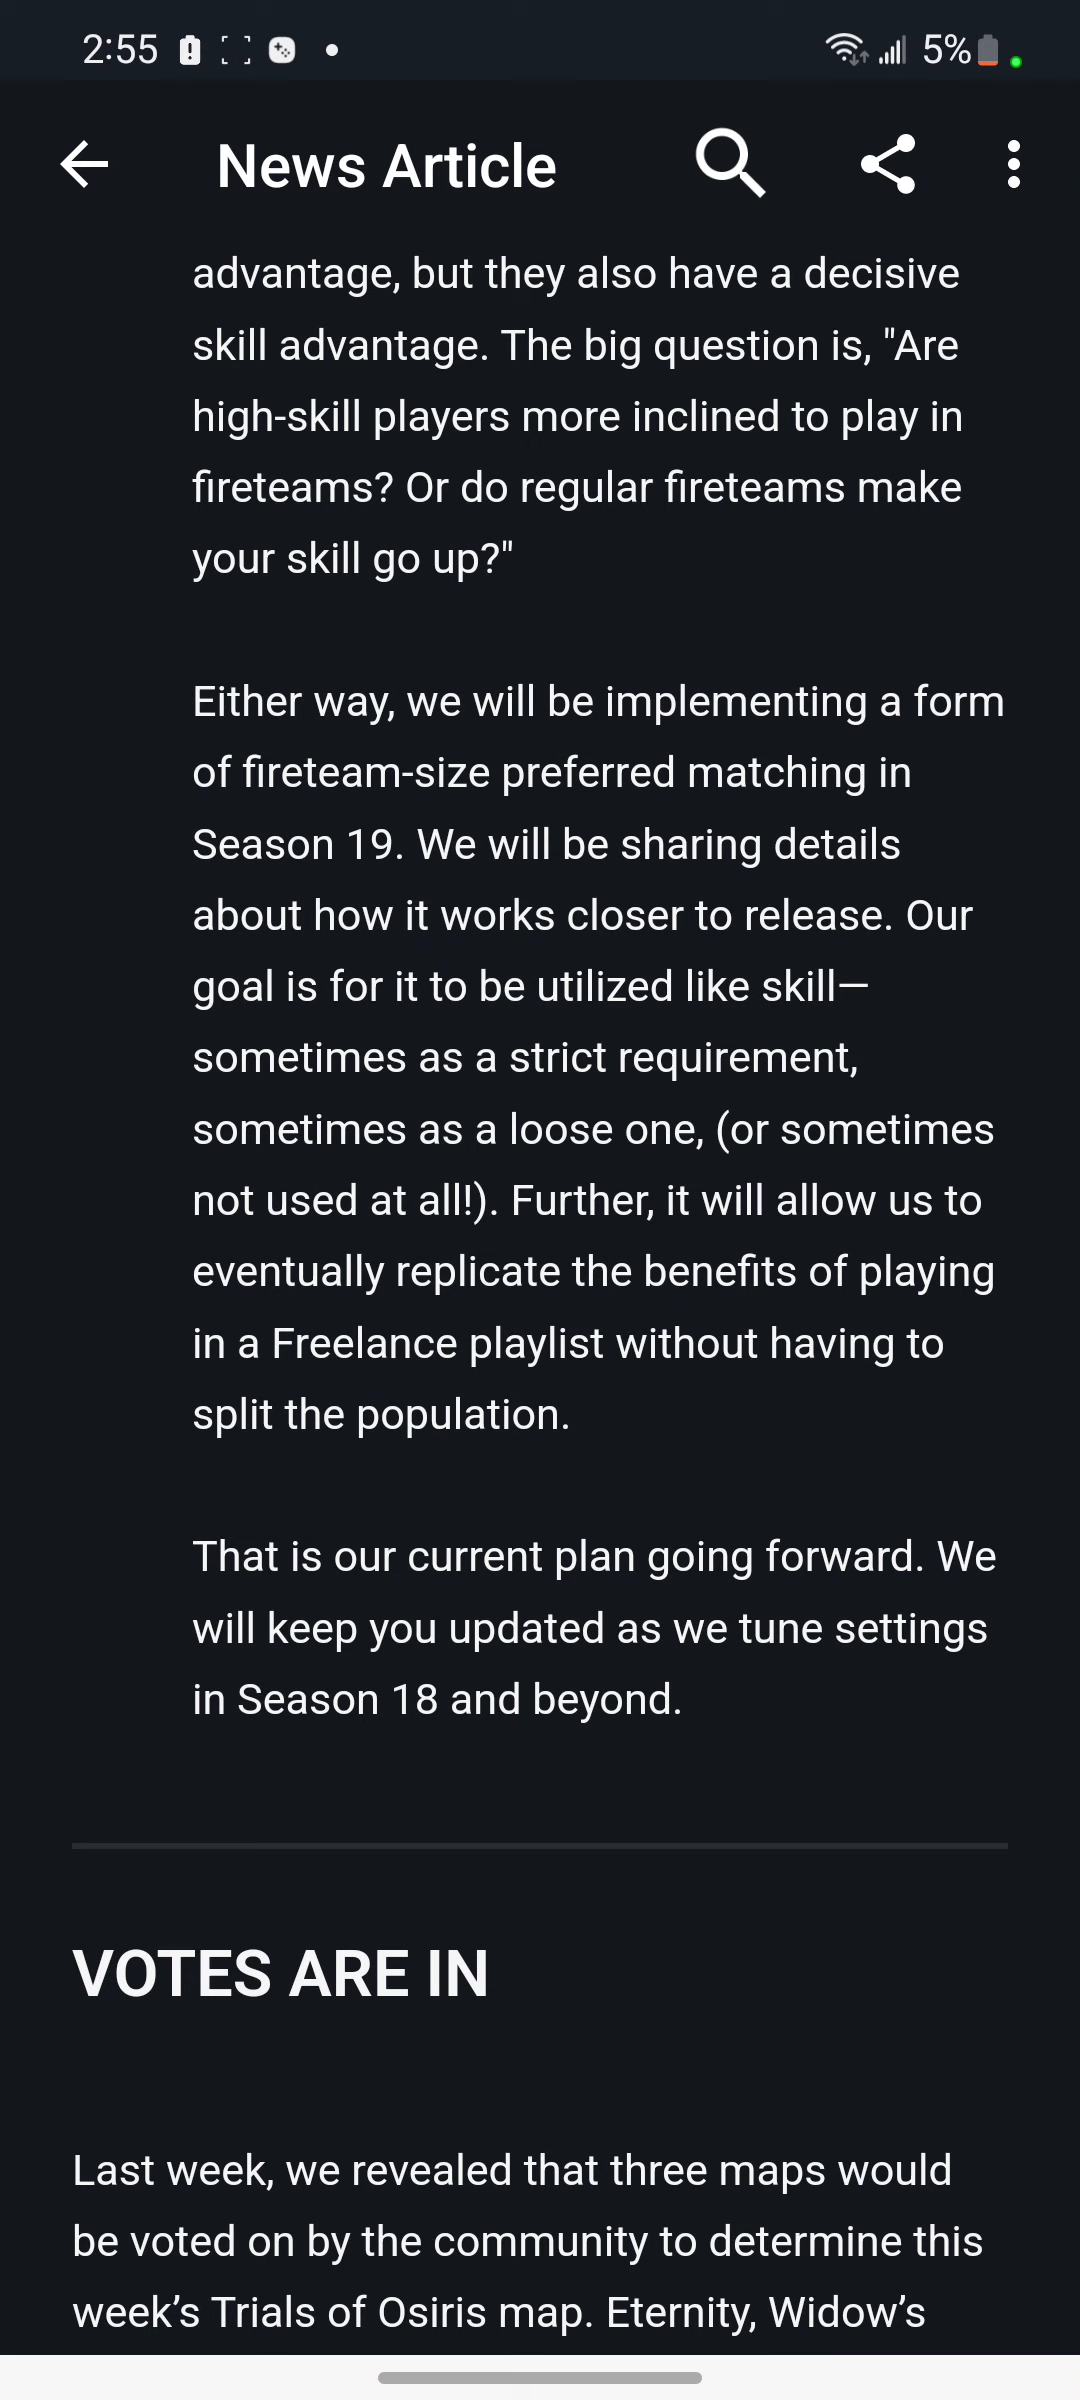 2:55
5%
News Article
advantage, but they also have a decisive
skill advantage. The big question is, "Are
high-skill players more inclined to play in
fireteams? Or do regular fireteams make
your skill go up?"
Either way, we will be implementing a form
of fireteam-size preferred matching in
Season 19. We will be sharing details
about how it works closer to release. Our
goal is for it to be utilized like skill—
sometimes as a strict requirement,
sometimes as a loose one, (or sometimes
not used at all!). Further, it will allow us to
eventually replicate the benefits of playing
in a Freelance playlist without having to
split the population.
That is our current plan going forward. We
will keep you updated as we tune settings
in Season 18 and beyond.
VOTES ARE IN
Last week, we revealed that three maps would
be voted on by the community to determine this
week’s Trials of Osiris map. Eternity, Widow’s